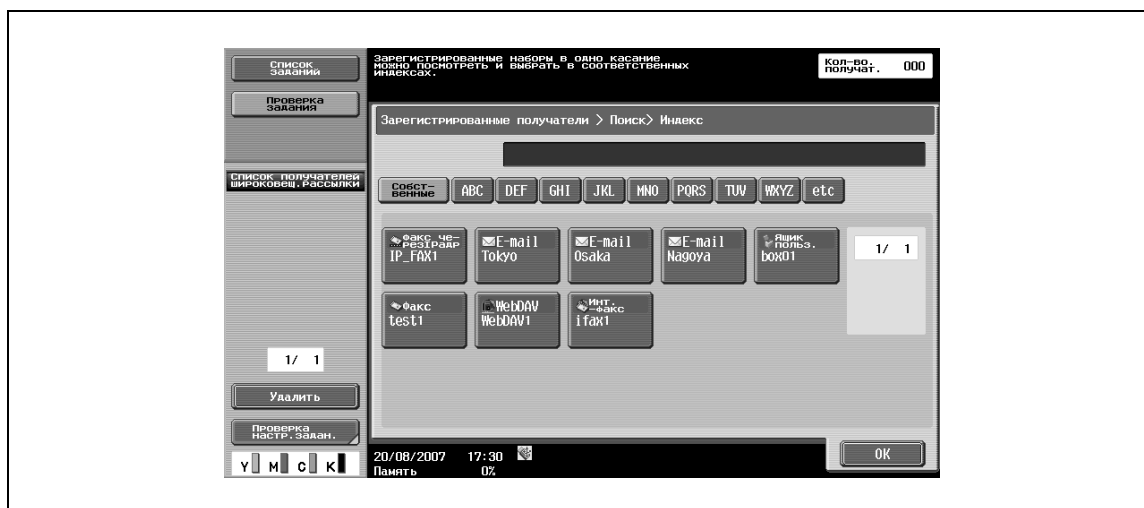 Список
заданий
Проверка
задания
Список получателей
широковещ.рассылки
1/ 1
Удалить
Проверка
настр.задан.
Y M C K
Зарегистрированные наборы в одно касание
можно посмотреть и выбрать в соответственных
индексах.
Кол-во.
получат. 000
Зарегистрированные получатели > Поиск> Индекс
Собст-
венные ABC DEF GHI JKL MNO PQRS TUV WXYZ etc
Факс че-
резIPадр
IP_FAX1
E-mail
Tokyo
E-mail
Osaka
E-mail
Nagoya
Ящик
польз.
box01
1/ 1
Факс
test1
WebDAV
WebDAV1
Инт.
-факс
ifax1
20/08/2007 17:30
Память 0%
OK